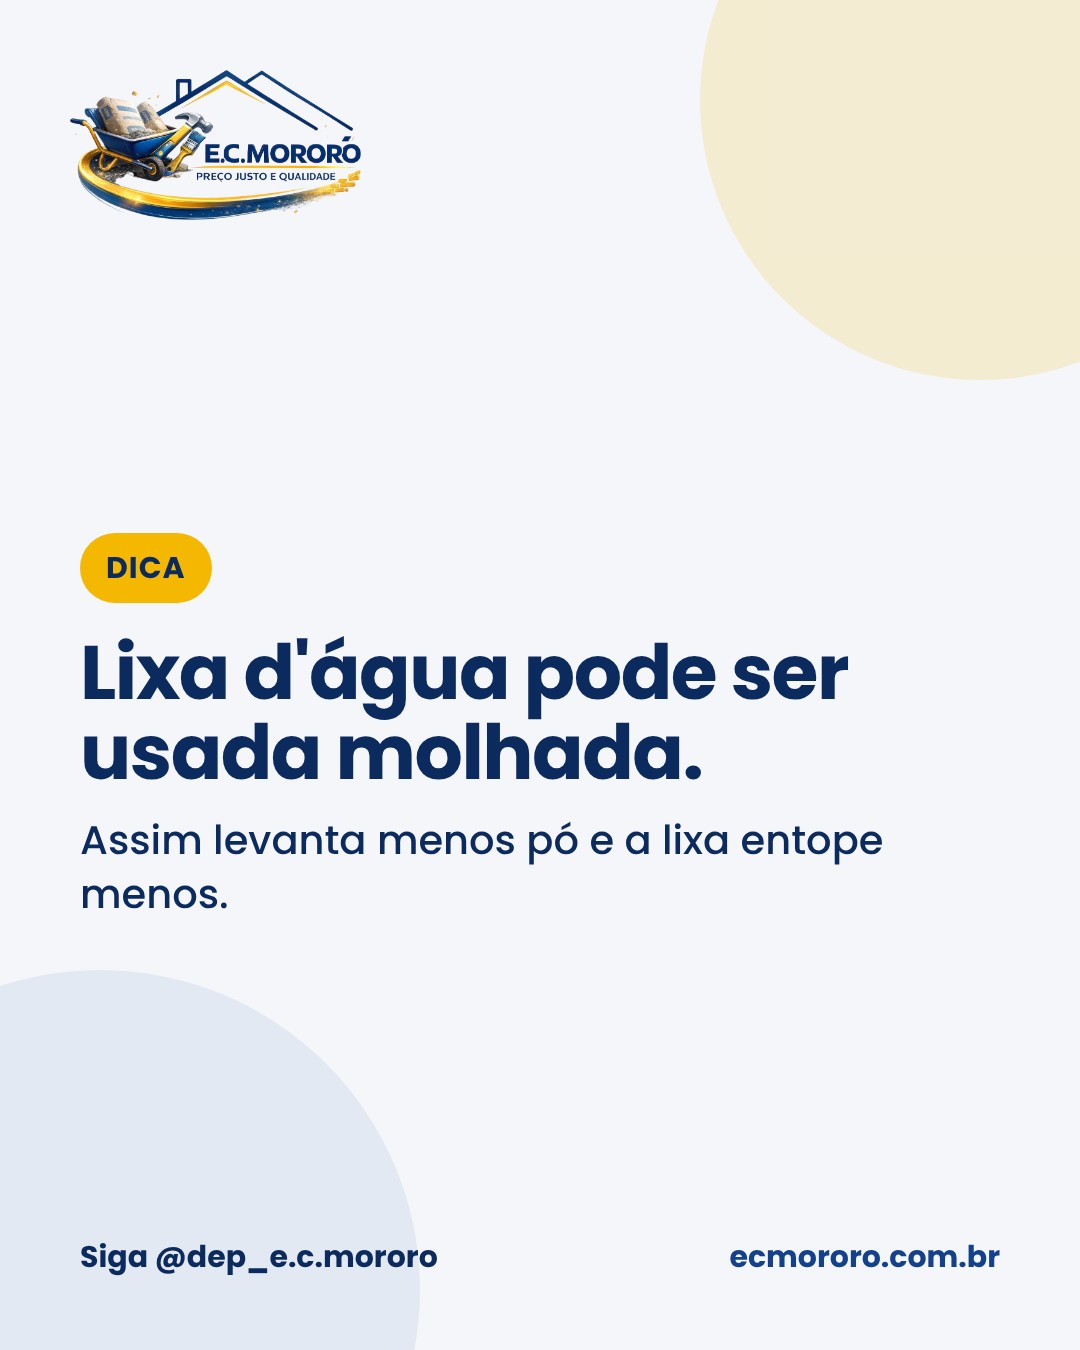 E.C.MORORÓ
PREÇO JUSTO E QUALIDADE
DICA
Lixa d'água pode ser
usada molhada.
Assim levanta menos pó e a lixa entope
menos.
Siga @dep_e.c.mororo
ecmororo.com.br